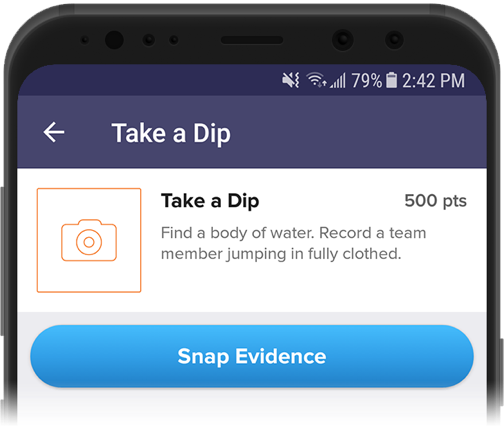 79% 2:42 PM
Take a Dip
Take a Dip 500 pts
Find a body of water. Record a team
member jumping in fully clothed.
Snap Evidence